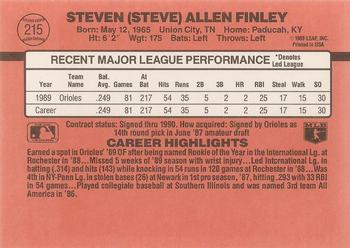 215
STEVEN (STEVE) ALLEN FINLEY
Born: May 12, 1965 Union City, TN Home: Paducah, KY
Ht: 6'2" Wgt: 175 Bats: Left Throws: Left
© 1989 LEAF, INC.
Printed in USA
RECENT MAJOR LEAGUE PERFORMANCE *Denotes Led League
Year Team Name BA G AB R H 2B 3B HR RBI SB BB SO
1989 Orioles .249 81 217 35 54 5 2 2 25 17 15 30
Career .249 81 217 35 54 5 2 2 25 17 15 30
Contract status: Signed thru 1990. How acquired: Signed by Orioles as
14th round pick in June '87 amateur draft
MLB
CAREER HIGHLIGHTS
Earned a spot in Orioles '89 OF after being named Rookie of the Year in the International Lg. at
Rochester in '88... Missed 5 weeks of '89 season with wrist injury... Led International Lg. in
batting (.314) and hits (143) while knocking in 54 runs in 120 games at Rochester in '88... Was
4th in NY-Penn Lg. in stolen bases (26) at Newark in 1st pro season in '87, hitting .293 with 33 RBI
in 54 games... Played collegiate baseball at Southern Illinois and was named 3rd team All
America in '86.